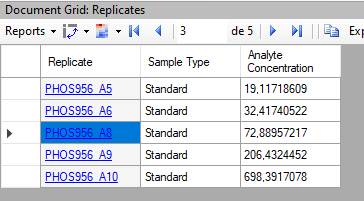 Document Grid: Replicates
Reports 3 de 5 Exp
Replicate Sample Type Analyte Concentration
PHOS956_A5 Standard 19,11718609
PHOS956_A6 Standard 32,41740522
PHOS956_A8 Standard 72,88957217
PHOS956_A9 Standard 206,4324452
PHOS956_A10 Standard 698,3917078